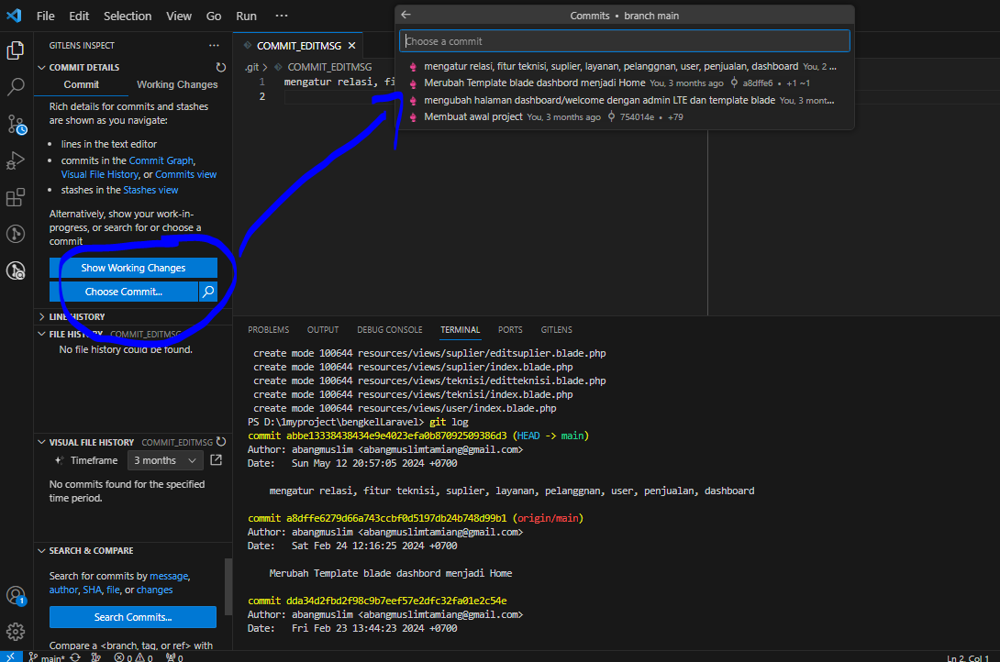 File Edit Selection View Go Run ···
Commits • branch main
Choose a commit
mengatur relasi, fitur teknisi, suplier, layanan, pelanggnan, user, penjualan, dashboard You, 2 ...
Merubah Template blade dashbord menjadi Home You, 3 months ago a8dffe6 • +1 ~1
mengubah halaman dashboard/welcome dengan admin LTE dan template blade You, 3 mont...
Membuat awal project You, 3 months ago 754014e • +79
GITLENS INSPECT ···
COMMIT DETAILS
Commit Working Changes
Rich details for commits and stashes
are shown as you navigate:
• lines in the text editor
• commits in the Commit Graph,
Visual File History, or Commits view
• stashes in the Stashes view
Alternatively, show your work-in-
progress, or search for or choose a
commit
Show Working Changes
Choose Commit...
LINE HISTORY
FILE HISTORY COMMIT_EDITMSG
No file history could be found.
VISUAL FILE HISTORY COMMIT_EDITMSG
Timeframe 3 months
No commits found for the specified
time period.
SEARCH & COMPARE
Search for commits by message,
author, SHA, file, or changes
Search Commits...
Compare a <branch, tag, or ref> with
COMMIT_EDITMSG
.git > COMMIT_EDITMSG
1 mengatur relasi, fi
2
PROBLEMS OUTPUT DEBUG CONSOLE TERMINAL PORTS GITLENS
create mode 100644 resources/views/suplier/editsuplier.blade.php
create mode 100644 resources/views/suplier/index.blade.php
create mode 100644 resources/views/teknisi/editteknisi.blade.php
create mode 100644 resources/views/teknisi/index.blade.php
create mode 100644 resources/views/user/index.blade.php
PS D:\1myproject\bengkelLaravel> git log
commit abbe13338438434e9e4023efa0b87092509386d3 (HEAD -> main)
Author: abangmuslim <abangmuslimtamiang@gmail.com>
Date: Sun May 12 20:57:05 2024 +0700
mengatur relasi, fitur teknisi, suplier, layanan, pelanggnan, user, penjualan, dashboard
commit a8dffe6279d66a743ccbf0d5197db24b748d99b1 (origin/main)
Author: abangmuslim <abangmuslimtamiang@gmail.com>
Date: Sat Feb 24 12:16:25 2024 +0700
Merubah Template blade dashbord menjadi Home
commit dda34d2fbd2f98c9b7eef57e2dfc32fa01e2c54e
Author: abangmuslim <abangmuslimtamiang@gmail.com>
Date: Fri Feb 23 13:44:23 2024 +0700
1
main* 0 0 0
Ln 2, Col 1